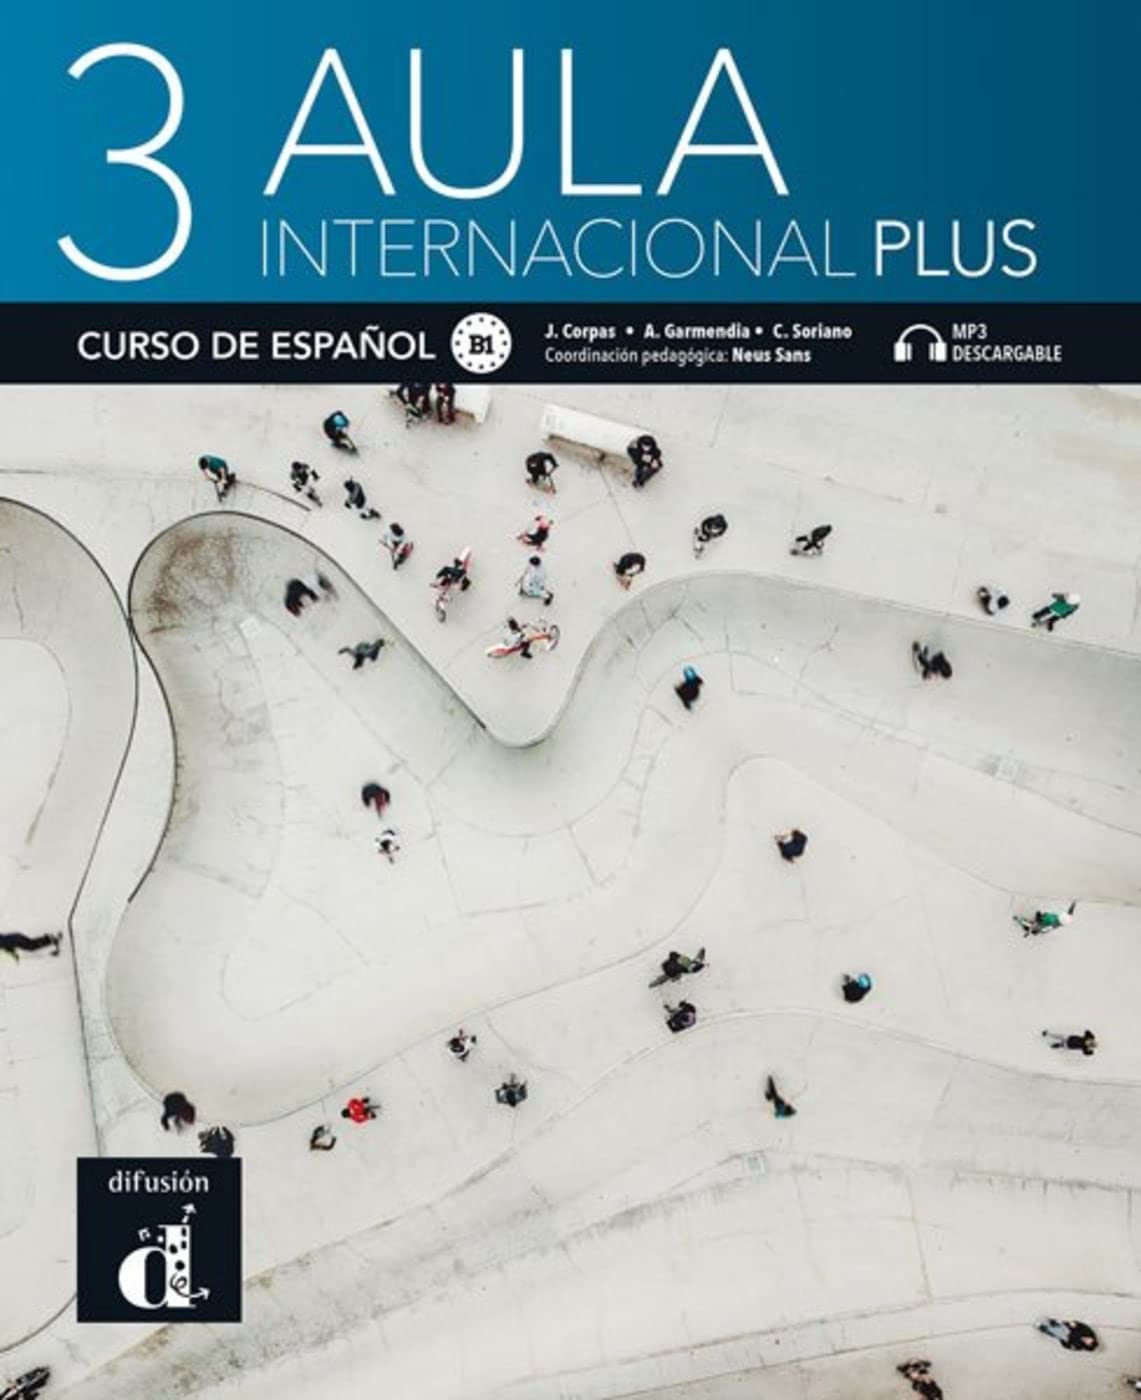 3 AULA
INTERNACIONAL PLUS
CURSO DE ESPAÑOL B1
J. Corpas • A. Garmendia • C. Soriano
Coordinación pedagógica: Neus Sans
MP3
DESCARGABLE
difusión
d